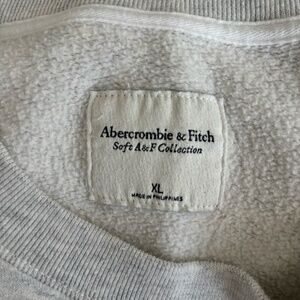 Abercrombie & Fitch
Soft A&F Collection
XL
MADE IN PHILIPPINES